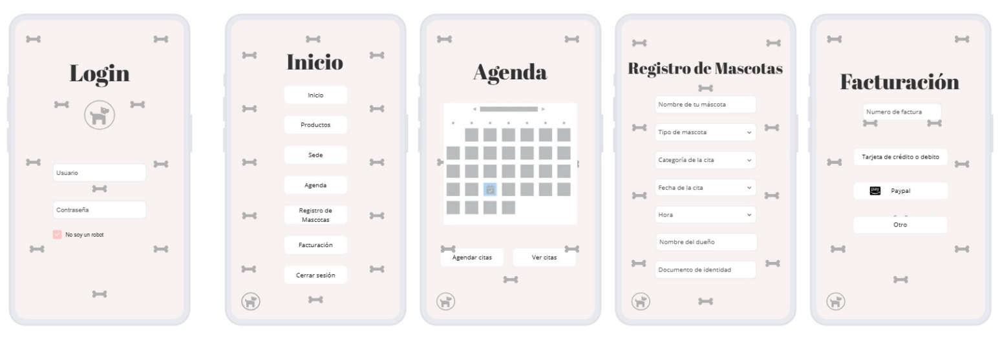 Login
Usuario
Contraseña
No soy un robot
Inicio
Inicio
Productos
Sede
Agenda
Registro de
Mascotas
Facturación
Cerrar sesión
Agenda
Agendar citas
Ver citas
Registro de Mascotas
Nombre de tu máscota
Tipo de mascota
Categoría de la cita
Fecha de la cita
Hora
Nombre del dueño
Documento de identidad
Facturación
Numero de factura
Tarjeta de crédito o debito
pay
Paypal
Otro